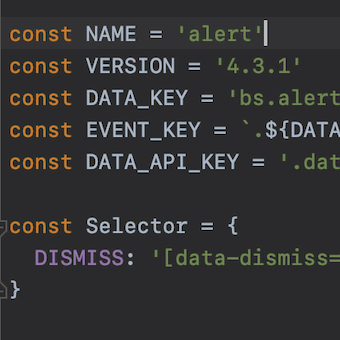 const NAME = 'alert'
const VERSION = '4.3.1'
const DATA_KEY = 'bs.alert
const EVENT_KEY = `.${DATA
const DATA_API_KEY = '.dat
const Selector = {
DISMISS: '[data-dismiss=
}